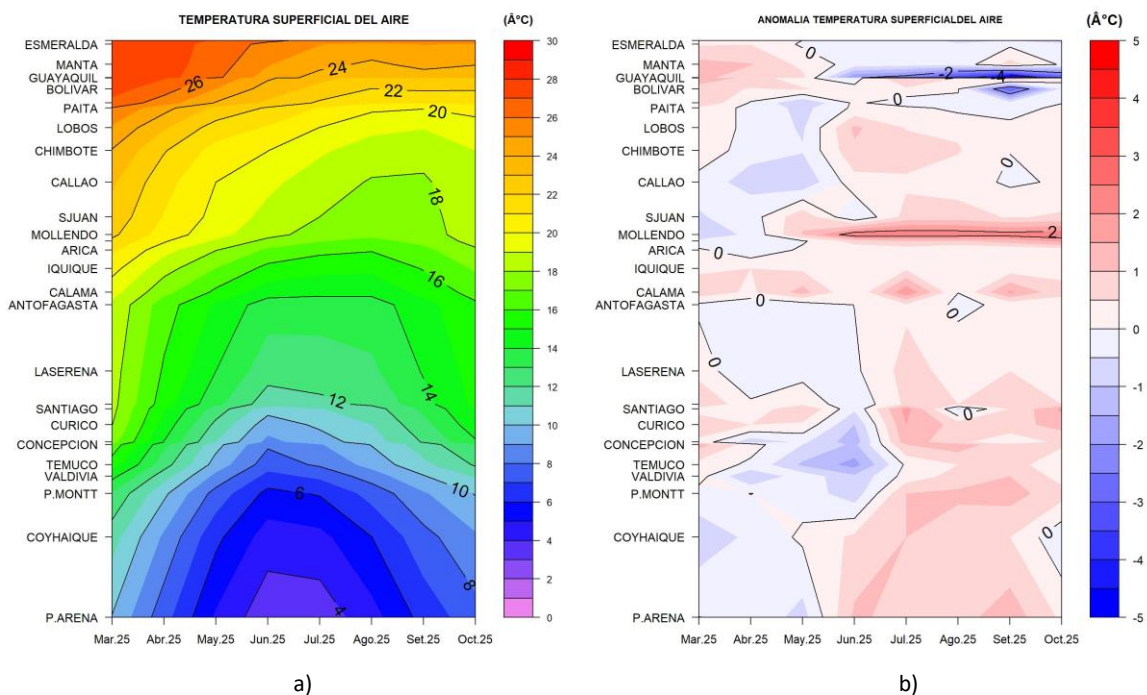 TEMPERATURA SUPERFICIAL DEL AIRE
(Â°C)
ESMERALDA
MANTA
GUAYAQUIL
BOLIVAR
PAITA
LOBOS
CHIMBOTE
CALLAO
SJUAN
MOLLENDO
ARICA
IQUIQUE
CALAMA
ANTOFAGASTA
LASERENA
SANTIAGO
CURICO
CONCEPCION
TEMUCO
VALDIVIA
P.MONTT
COYHAIQUE
P.ARENA
26
24
22
20
18
16
14
12
10
6
8
4
Mar.25 Abr.25 May.25 Jun.25 Jul.25 Ago.25 Set.25 Oct.25
30
28
26
24
22
20
18
16
14
12
10
8
6
4
2
0
a)
ANOMALIA TEMPERATURA SUPERFICIALDEL AIRE
(Â°C)
ESMERALDA
MANTA
GUAYAQUIL
BOLIVAR
PAITA
LOBOS
CHIMBOTE
CALLAO
SJUAN
MOLLENDO
ARICA
IQUIQUE
CALAMA
ANTOFAGASTA
LASERENA
SANTIAGO
CURICO
CONCEPCION
TEMUCO
VALDIVIA
P.MONTT
COYHAIQUE
P.ARENA
0
0
-2
-4
0
0
2
0
0
0
0
0
0
0
Mar.25 Abr.25 May.25 Jun.25 Jul.25 Ago.25 Set.25 Oct.25
5
4
3
2
1
0
-1
-2
-3
-4
-5
b)